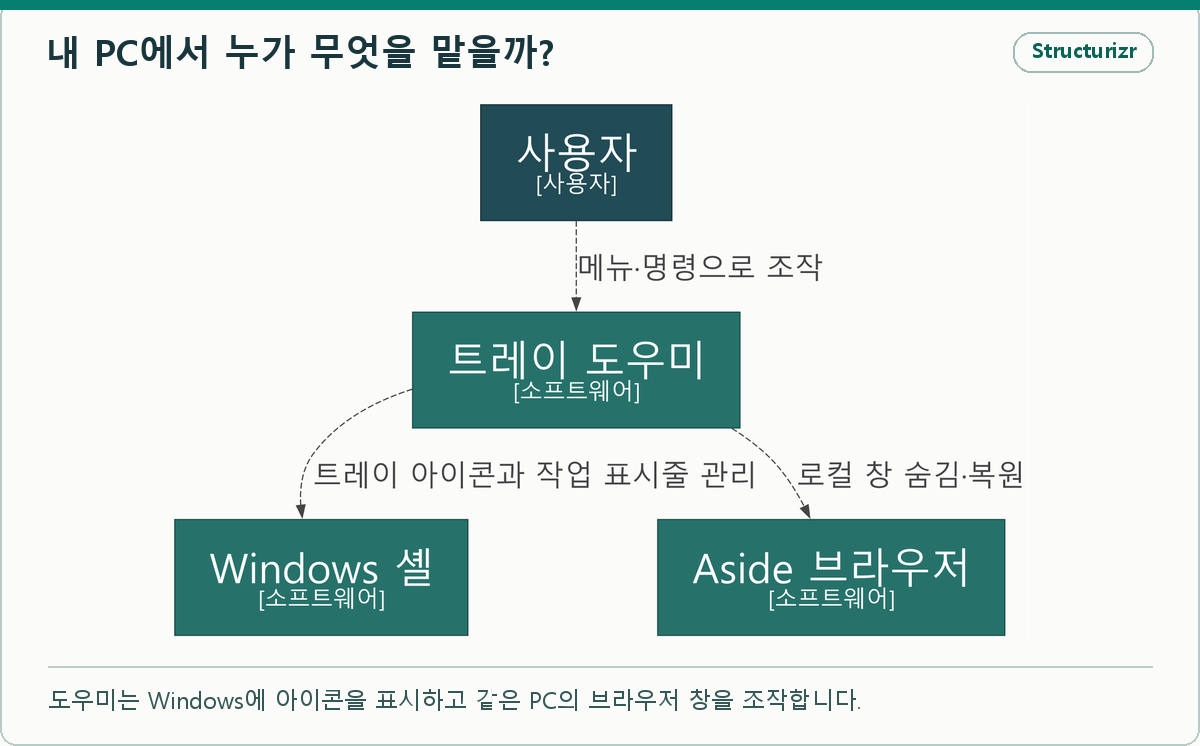 내 PC에서 누가 무엇을 맡을까?
Structurizr
사용자
[사용자]
메뉴·명령으로 조작
트레이 도우미
[소프트웨어]
트레이 아이콘과 작업 표시줄 관리
로컬 창 숨김·복원
Windows 셸
[소프트웨어]
Aside 브라우저
[소프트웨어]
도우미는 Windows에 아이콘을 표시하고 같은 PC의 브라우저 창을 조작합니다.